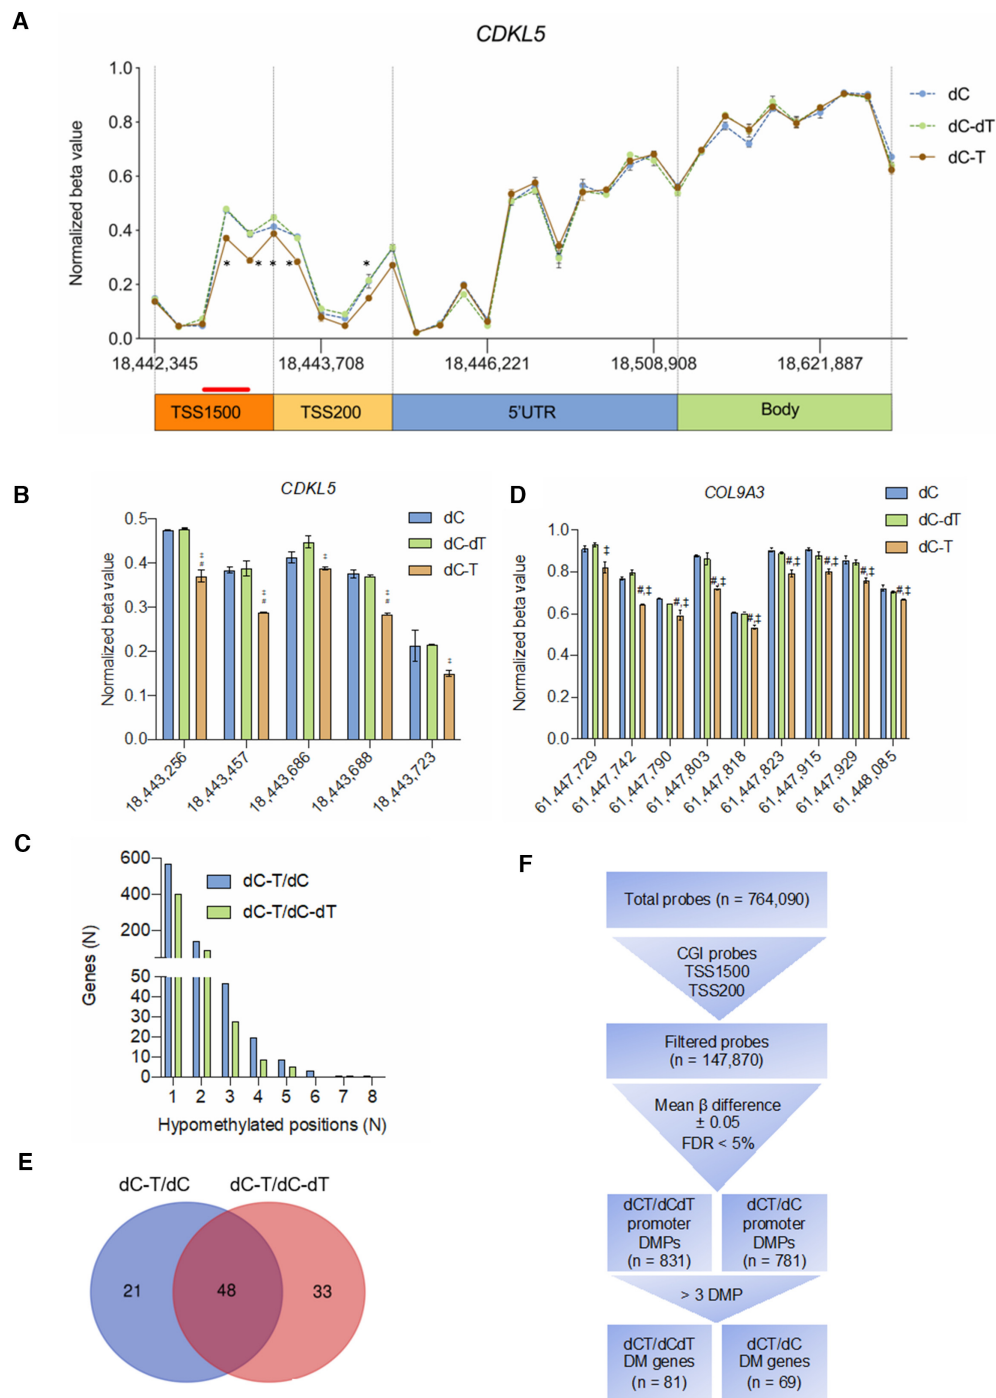 A
CDKL5
Normalized beta value
1.0
0.8
0.6
0.4
0.2
0.0
* * * * *
dC
dC-dT
dC-T
18,442,345
18,443,708
18,446,221
18,508,908
18,621,887
TSS1500
TSS200
5'UTR
Body
B
CDKL5
Normalized beta value
0.5
0.4
0.3
0.2
0.1
0.0
dC
dC-dT
dC-T
18,443,256
18,443,457
18,443,686
18,443,688
18,443,723
D
COL9A3
Normalized beta value
1.0
0.8
0.6
0.4
0.2
0.0
dC
dC-dT
dC-T
‡
#,‡
#,‡
#,‡
#,‡
#,‡
#,‡
#,‡
#,‡
61,447,729
61,447,742
61,447,790
61,447,803
61,447,818
61,447,823
61,447,915
61,447,929
61,448,085
C
Genes (N)
600
400
200
50
40
30
20
10
0
dC-T/dC
dC-T/dC-dT
1 2 3 4 5 6 7 8
Hypomethylated positions (N)
E
dC-T/dC
dC-T/dC-dT
21
48
33
F
Total probes (n = 764,090)
CGI probes
TSS1500
TSS200
Filtered probes
(n = 147,870)
Mean β difference
± 0.05
FDR < 5%
dCT/dCdT
promoter
DMPs
(n = 831)
dCT/dC
promoter
DMPs
(n = 781)
> 3 DMP
dCT/dCdT
DM genes
(n = 81)
dCT/dC
DM genes
(n = 69)